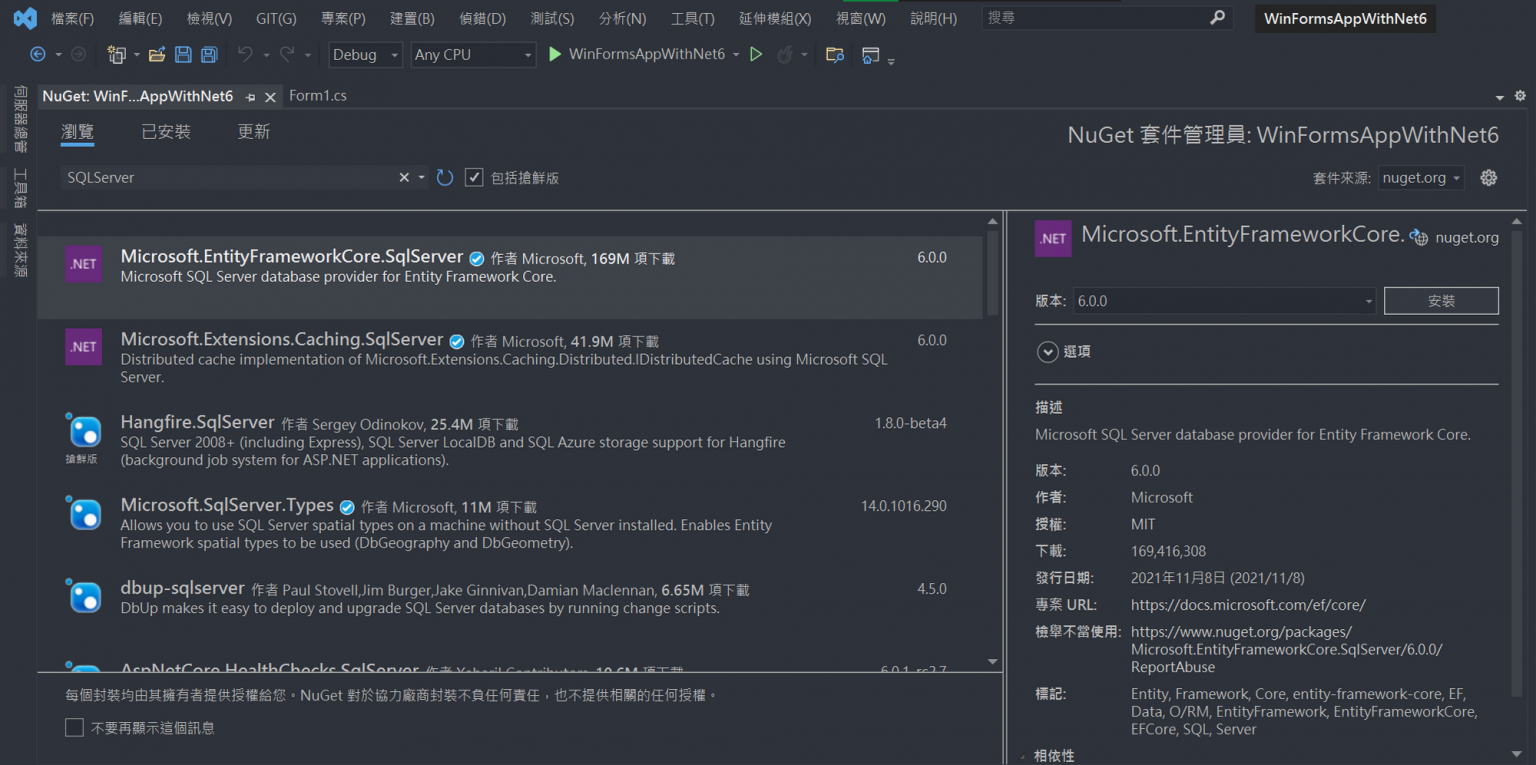 檔案(F) 編輯(E) 檢視(V) GIT(G) 專案(P) 建置(B) 偵錯(D) 測試(S) 分析(N) 工具(T) 延伸模組(X) 視窗(W) 說明(H) 搜尋 WinFormsAppWithNet6
Debug Any CPU WinFormsAppWithNet6
伺服器總管
工具箱
資料來源
NuGet: WinF...AppWithNet6 Form1.cs
瀏覽 已安裝 更新
NuGet 套件管理員: WinFormsAppWithNet6
SQLServer 包括搶鮮版
套件來源: nuget.org
.NET Microsoft.EntityFrameworkCore.SqlServer 作者 Microsoft, 169M 項下載 6.0.0
Microsoft SQL Server database provider for Entity Framework Core.
.NET Microsoft.Extensions.Caching.SqlServer 作者 Microsoft, 41.9M 項下載 6.0.0
Distributed cache implementation of Microsoft.Extensions.Caching.Distributed.IDistributedCache using Microsoft SQL
Server.
Hangfire.SqlServer 作者 Sergey Odinokov, 25.4M 項下載 1.8.0-beta4
SQL Server 2008+ (including Express), SQL Server LocalDB and SQL Azure storage support for Hangfire
搶鮮版 (background job system for ASP.NET applications).
Microsoft.SqlServer.Types 作者 Microsoft, 11M 項下載 14.0.1016.290
Allows you to use SQL Server spatial types on a machine without SQL Server installed. Enables Entity
Framework spatial types to be used (DbGeography and DbGeometry).
dbup-sqlserver 作者 Paul Stovell,Jim Burger,Jake Ginnivan,Damian Maclennan, 6.65M 項下載 4.5.0
DbUp makes it easy to deploy and upgrade SQL Server databases by running change scripts.
AspNetCore.HealthChecks.SqlServer 作者 Xabaril Contributors, 10.6M 項下載 6.0.1-rc2.7
每個封裝均由其擁有者提供授權給您。NuGet 對於協力廠商封裝不負任何責任，也不提供相關的任何授權。
不要再顯示這個訊息
.NET Microsoft.EntityFrameworkCore. nuget.org
版本: 6.0.0 安裝
選項
描述
Microsoft SQL Server database provider for Entity Framework Core.
版本: 6.0.0
作者: Microsoft
授權: MIT
下載: 169,416,308
發行日期: 2021年11月8日 (2021/11/8)
專案 URL: https://docs.microsoft.com/ef/core/
檢舉不當使用: https://www.nuget.org/packages/
Microsoft.EntityFrameworkCore.SqlServer/6.0.0/
ReportAbuse
標記: Entity, Framework, Core, entity-framework-core, EF,
Data, O/RM, EntityFramework, EntityFrameworkCore,
EFCore, SQL, Server
相依性